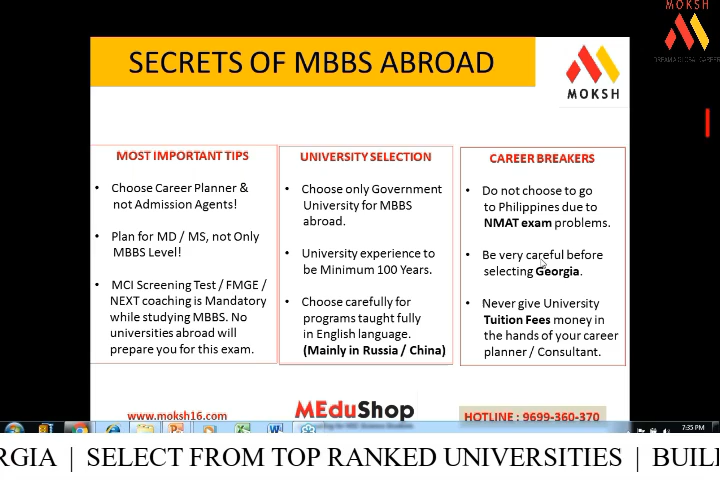 MOKSH
SECRETS OF MBBS ABROAD
MOKSH
MOST IMPORTANT TIPS
• Choose Career Planner &
not Admission Agents!
• Plan for MD / MS, not Only
MBBS Level!
• MCI Screening Test / FMGE /
NEXT coaching is Mandatory
while studying MBBS. No
universities abroad will
prepare you for this exam.
UNIVERSITY SELECTION
• Choose only Government
University for MBBS
abroad.
• University experience to
be Minimum 100 Years.
• Choose carefully for
programs taught fully
in English language.
(Mainly in Russia / China)
CAREER BREAKERS
• Do not choose to go
to Philippines due to
NMAT exam problems.
• Be very careful before
selecting Georgia.
• Never give University
Tuition Fees money in
the hands of your career
planner / Consultant.
www.moksh16.com
MEduShop
HOTLINE : 9699-360-370
7:35 PM
RGIA | SELECT FROM TOP RANKED UNIVERSITIES | BUIL